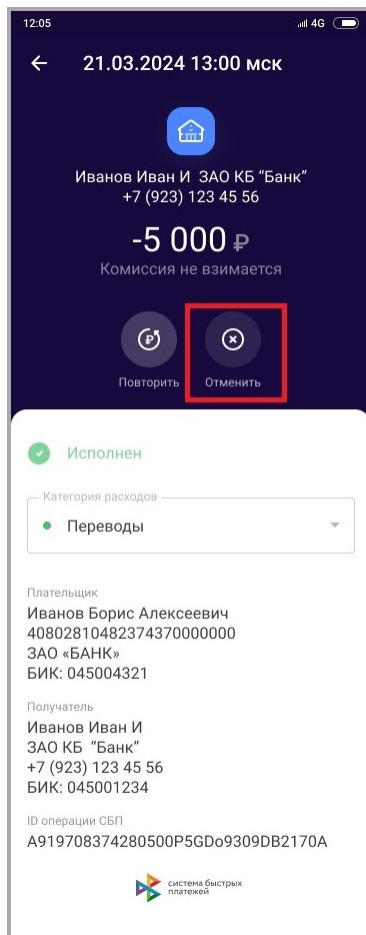 12:05
4G
21.03.2024 13:00 мск
Иванов Иван И ЗАО КБ “Банк”
+7 (923) 123 45 56
-5 000 ₽
Комиссия не взимается
Повторить Отменить
Исполнен
Категория расходов
Переводы
Плательщик
Иванов Борис Алексеевич
40802810482374370000000
ЗАО «БАНК»
БИК: 045004321
Получатель
Иванов Иван И
ЗАО КБ “Банк”
+7 (923) 123 45 56
БИК: 045001234
ID операции СБП
A919708374280500P5GDo9309DB2170A
система быстрых
платежей